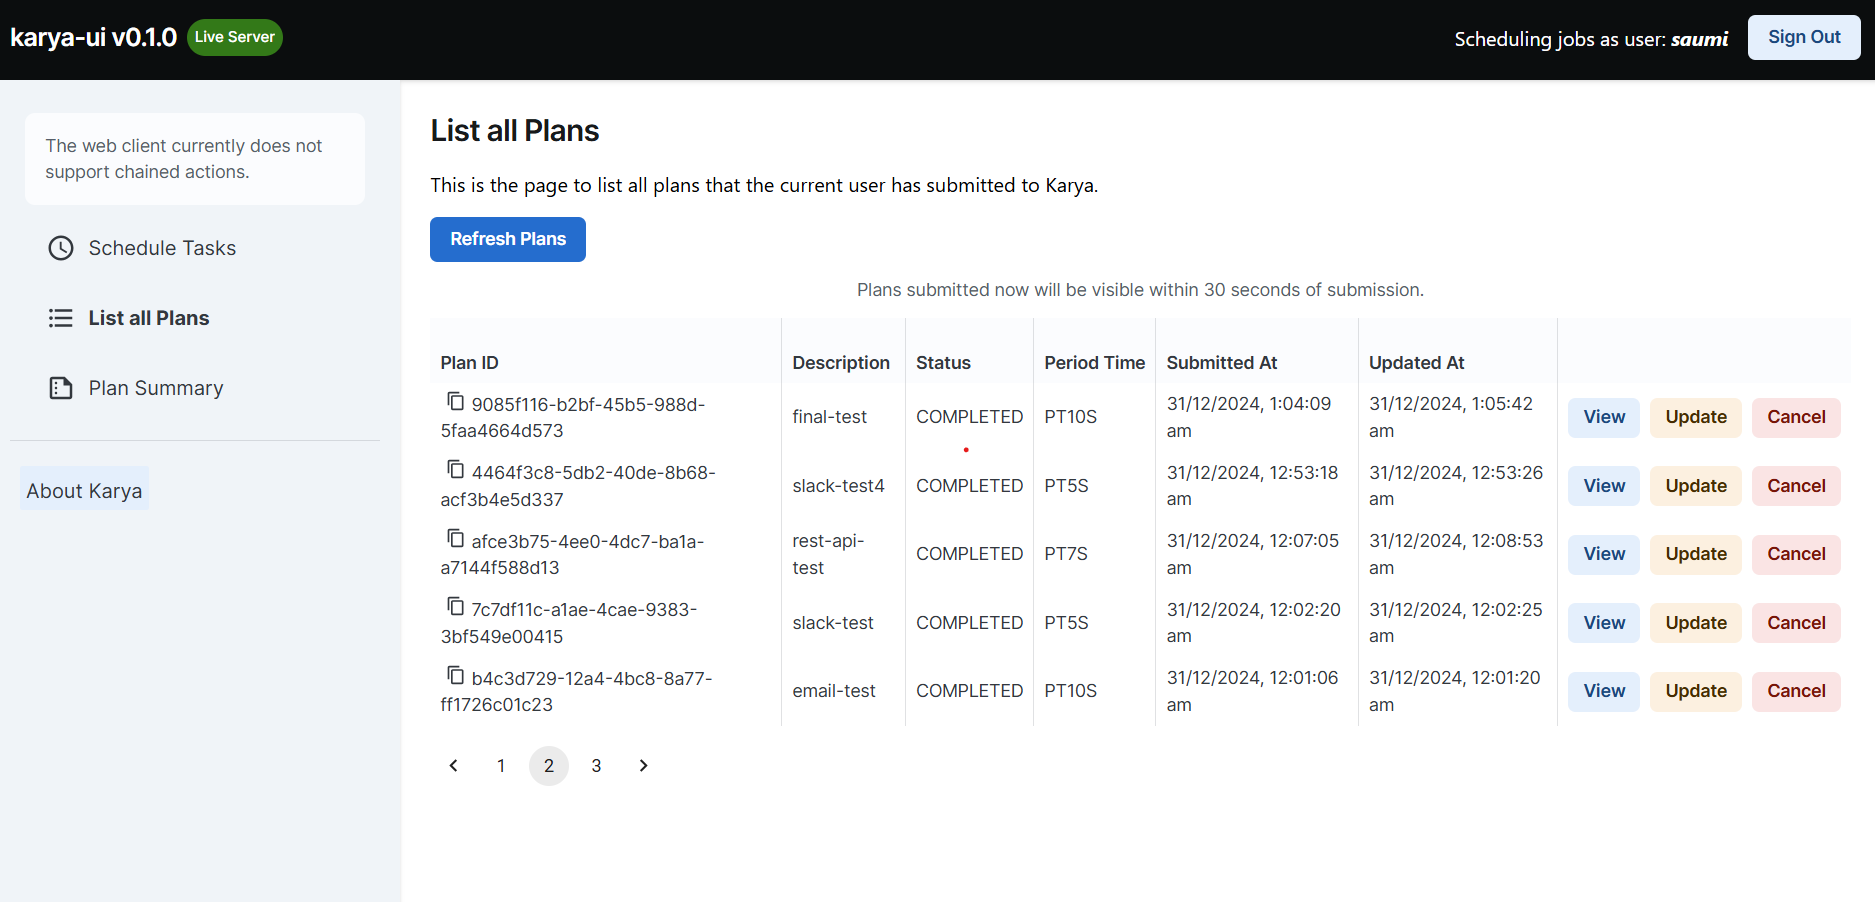 karya-ui v0.1.0 Live Server
Scheduling jobs as user: saumi Sign Out
The web client currently does not
support chained actions.
Schedule Tasks
List all Plans
Plan Summary
About Karya
List all Plans
This is the page to list all plans that the current user has submitted to Karya.
Refresh Plans
Plans submitted now will be visible within 30 seconds of submission.
Plan ID Description Status Period Time Submitted At Updated At
9085f116-b2bf-45b5-988d-
5faa4664d573
final-test
COMPLETED
PT10S
31/12/2024, 1:04:09
am
31/12/2024, 1:05:42
am
View Update Cancel
4464f3c8-5db2-40de-8b68-
acf3b4e5d337
slack-test4
COMPLETED
PT5S
31/12/2024, 12:53:18
am
31/12/2024, 12:53:26
am
View Update Cancel
afce3b75-4ee0-4dc7-ba1a-
a7144f588d13
rest-api-
test
COMPLETED
PT7S
31/12/2024, 12:07:05
am
31/12/2024, 12:08:53
am
View Update Cancel
7c7df11c-a1ae-4cae-9383-
3bf549e00415
slack-test
COMPLETED
PT5S
31/12/2024, 12:02:20
am
31/12/2024, 12:02:25
am
View Update Cancel
b4c3d729-12a4-4bc8-8a77-
ff1726c01c23
email-test
COMPLETED
PT10S
31/12/2024, 12:01:06
am
31/12/2024, 12:01:20
am
View Update Cancel
1 2 3